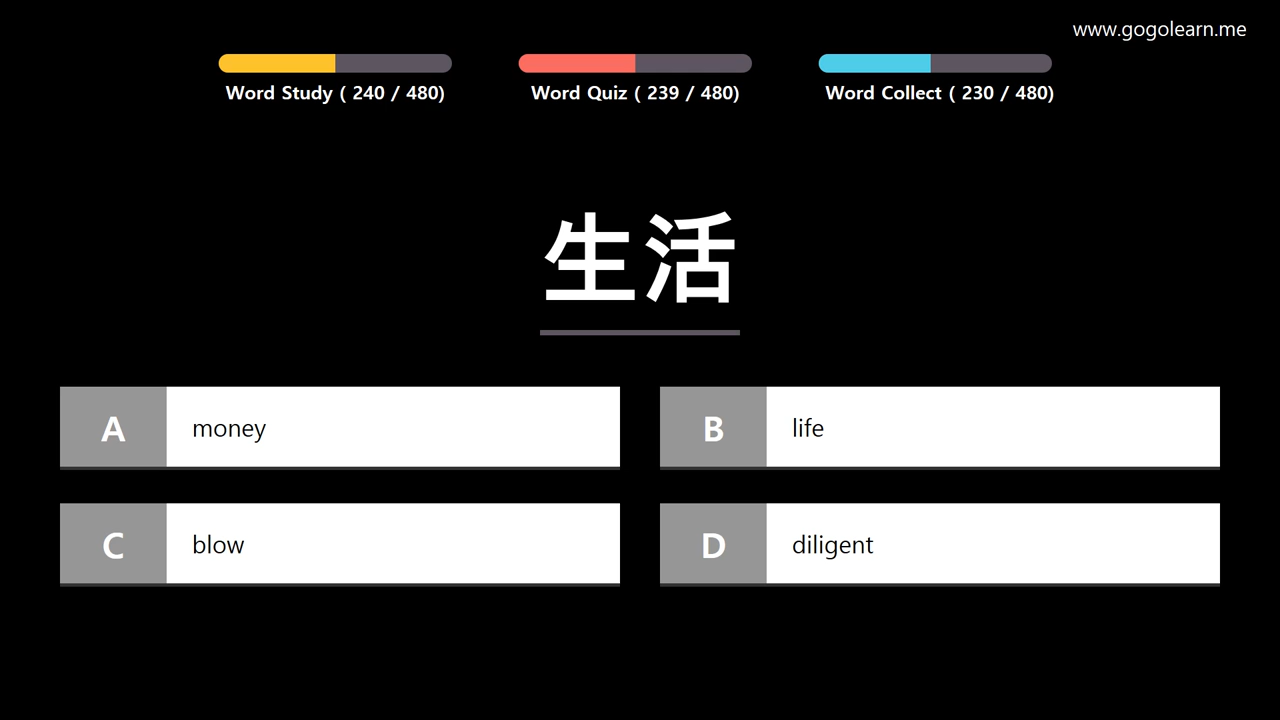 www.gogolearn.me
Word Study ( 240 / 480)
Word Quiz ( 239 / 480)
Word Collect ( 230 / 480)
生活
A money
B life
C blow
D diligent